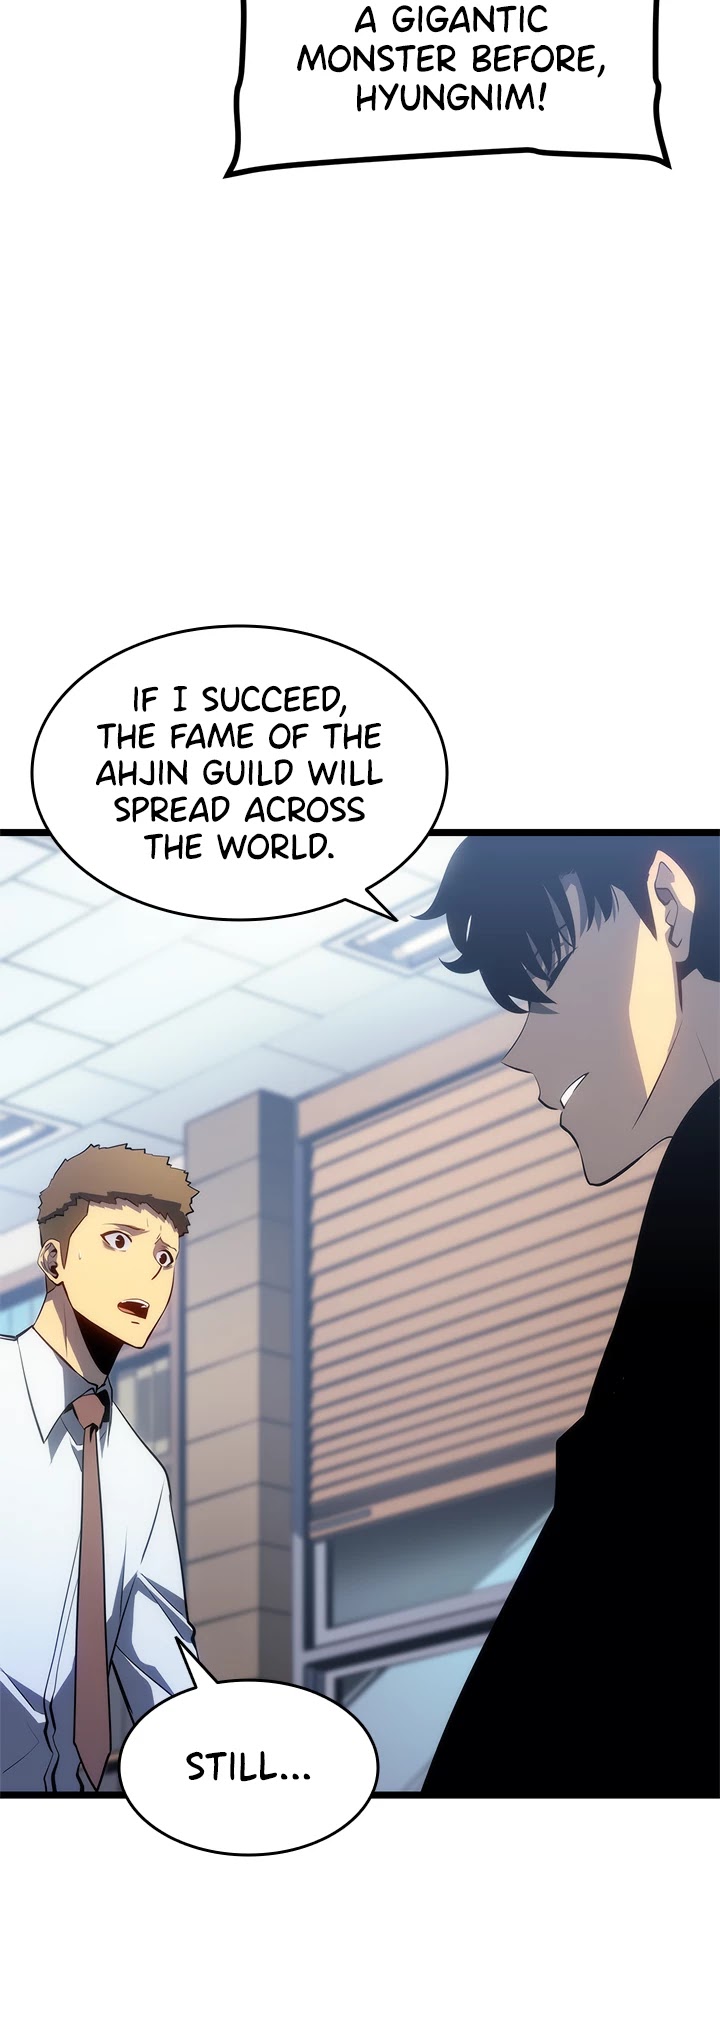 A GIGANTIC
MONSTER BEFORE,
HYUNGNIM!
IF I SUCCEED,
THE FAME OF THE
AHJIN GUILD WILL
SPREAD ACROSS
THE WORLD.
STILL...